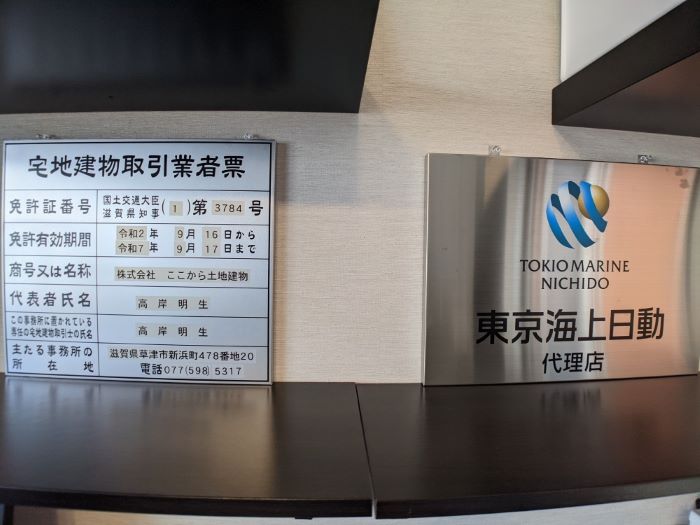 宅地建物取引業者票
免許証番号 国土交通大臣 滋賀県知事 (1)第 3784 号
免許有効期間 令和2年 9月16日から
令和7年 9月17日まで
商号又は名称 株式会社 ここから土地建物
代表者氏名 高岸明生
この事務所に置かれている
専任の宅地建物取引士の氏名 高岸明生
主たる事務所の
所在地 滋賀県草津市新浜町478番地20
電話 077(598)5317
TOKIO MARINE
NICHIDO
東京海上日動
代理店